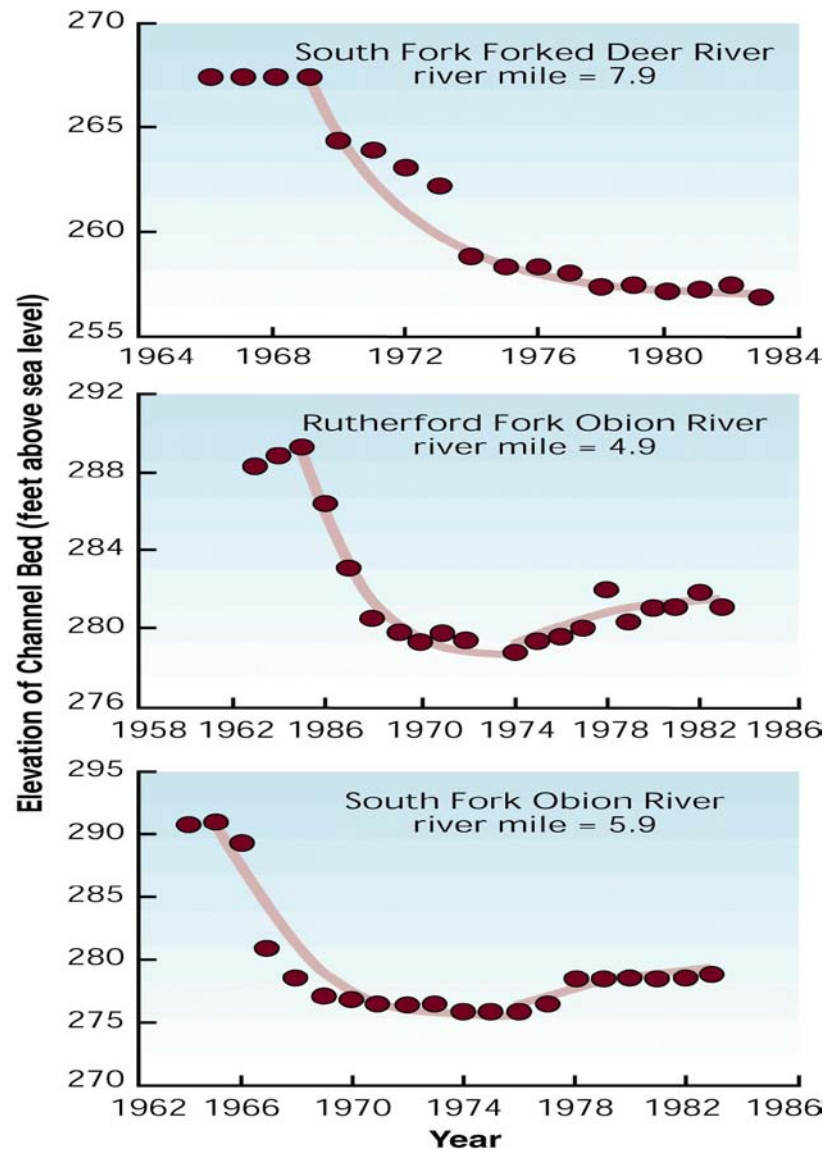 Elevation of Channel Bed (feet above sea level)
270
265
260
255
South Fork Forked Deer River
river mile = 7.9
1964 1968 1972 1976 1980 1984
292
288
284
280
276
Rutherford Fork Obion River
river mile = 4.9
1958 1962 1986 1970 1974 1978 1982 1986
295
290
285
280
275
270
South Fork Obion River
river mile = 5.9
1962 1966 1970 1974 1978 1982 1986
Year